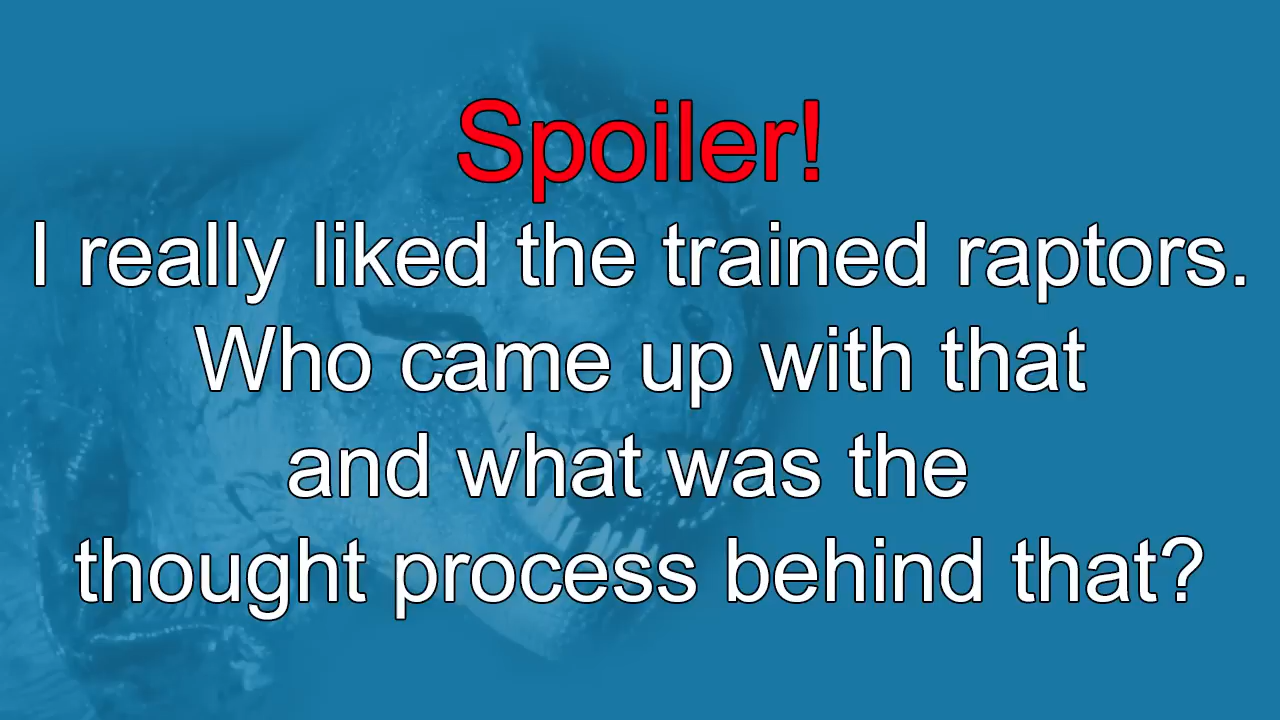 Spoiler!
I really liked the trained raptors.
Who came up with that
and what was the
thought process behind that?